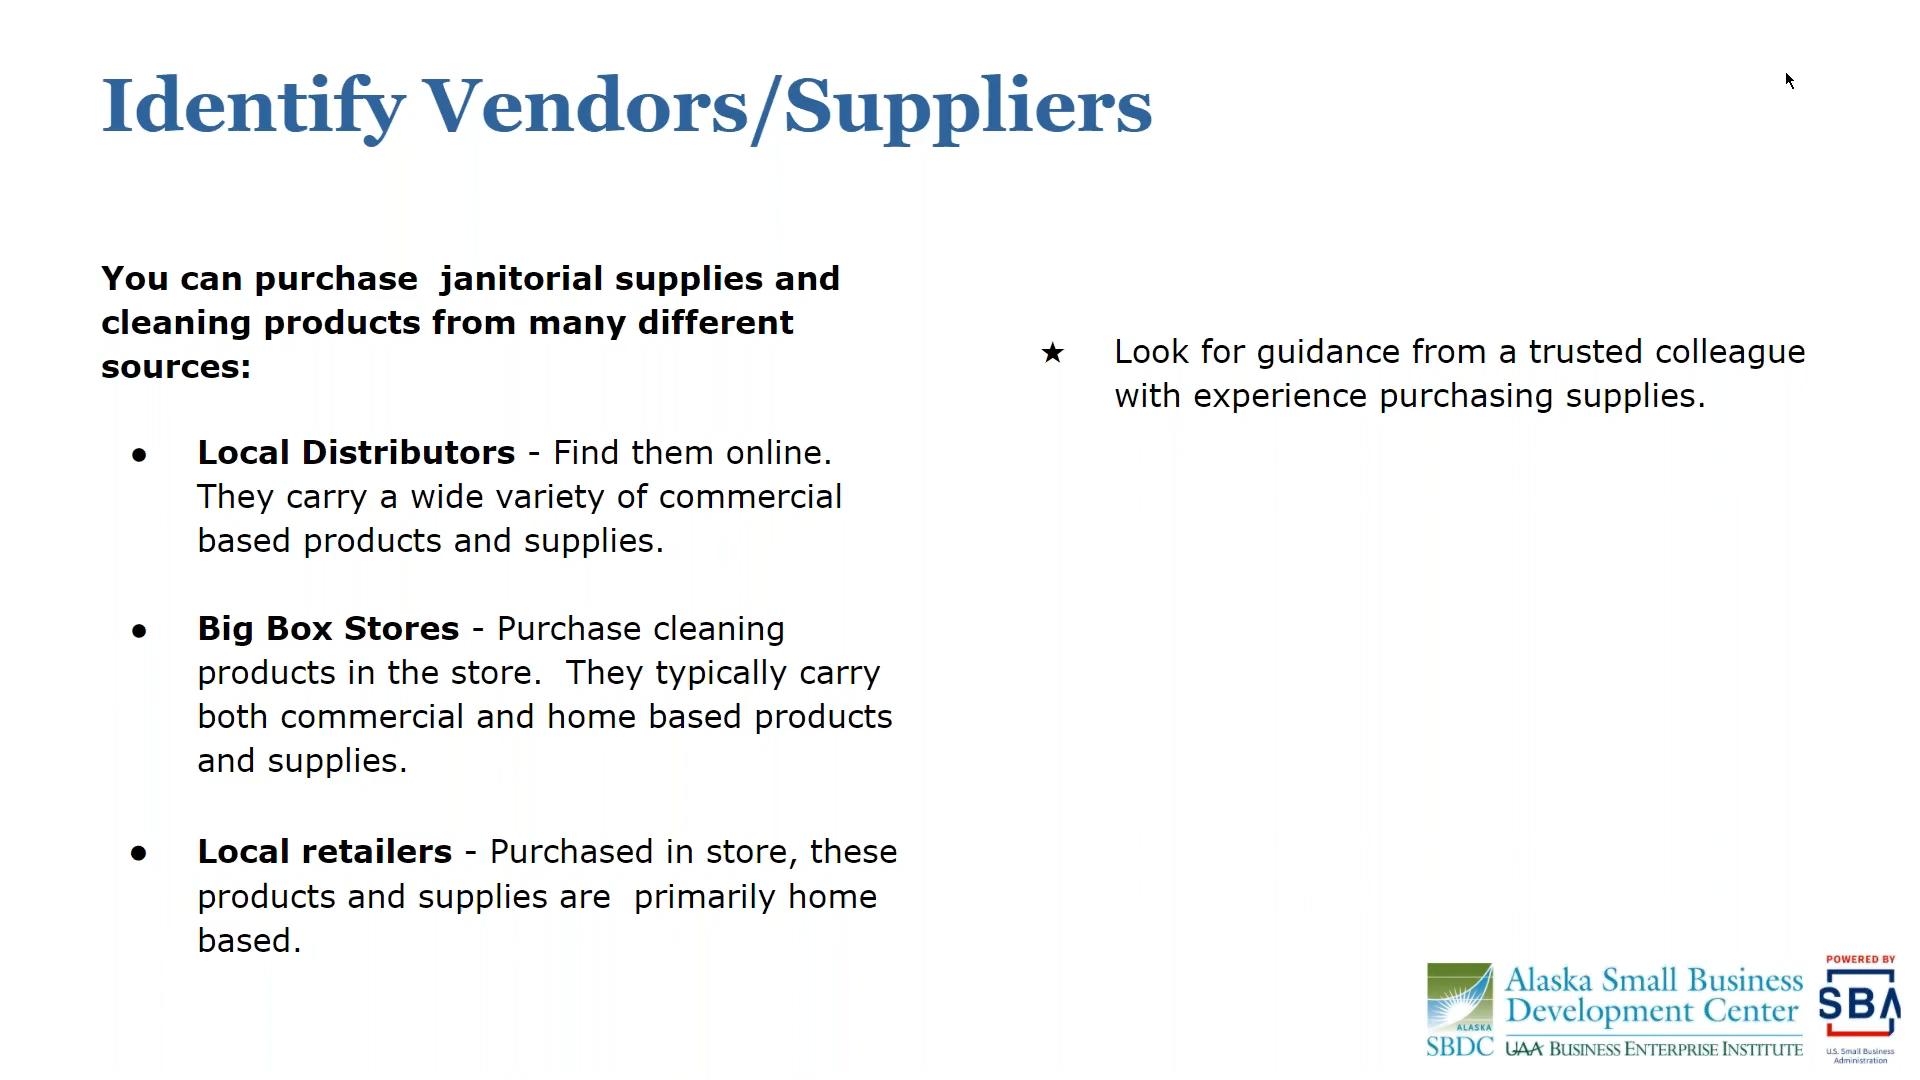 Identify Vendors/Suppliers
You can purchase  janitorial supplies and
cleaning products from many different
sources:
● Local Distributors - Find them online.
They carry a wide variety of commercial
based products and supplies.
● Big Box Stores - Purchase cleaning
products in the store.  They typically carry
both commercial and home based products
and supplies.
● Local retailers - Purchased in store, these
products and supplies are  primarily home
based.
★ Look for guidance from a trusted colleague
with experience purchasing supplies.
ALASKA
SBDC
Alaska Small Business
Development Center
UAA BUSINESS ENTERPRISE INSTITUTE
POWERED BY
SBA
U.S. Small Business
Administration